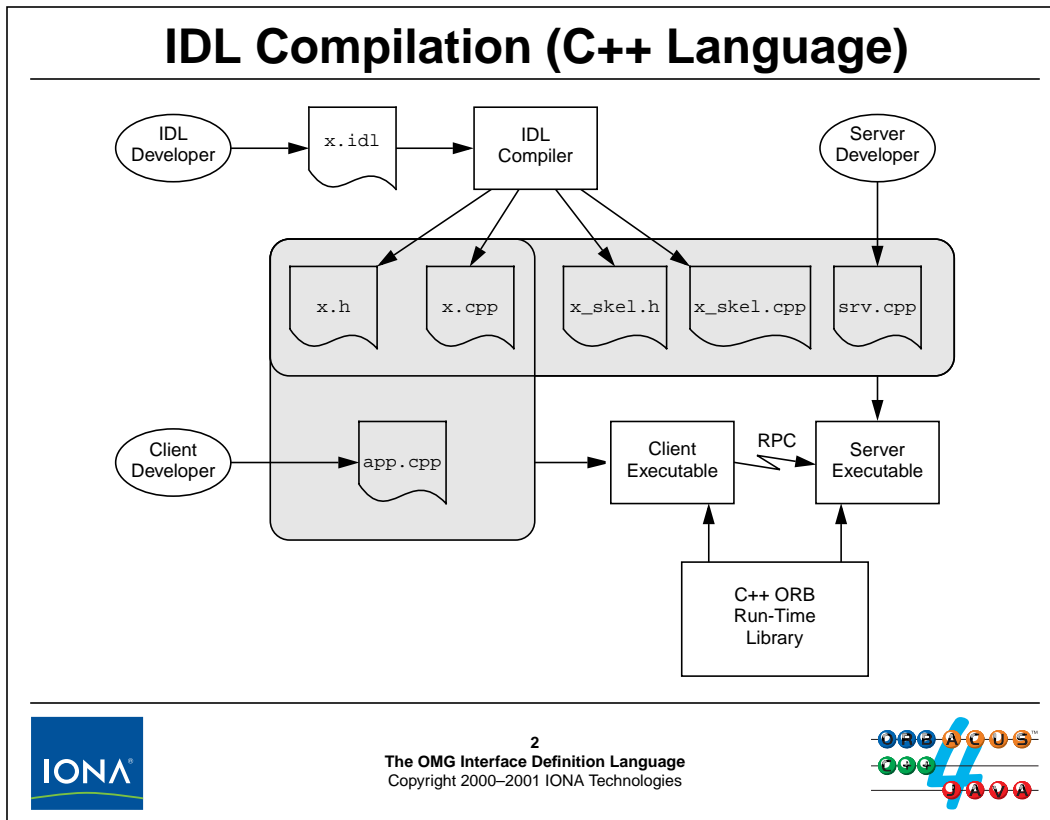 IDL Compilation (C++ Language)
IDL
Developer
x.idl
IDL
Compiler
Server
Developer
x.h
x.cpp
x_skel.h
x_skel.cpp
srv.cpp
Client
Developer
app.cpp
Client
Executable
RPC
Server
Executable
C++ ORB
Run-Time
Library
IONA®
2
The OMG Interface Definition Language
Copyright 2000–2001 IONA Technologies
ORBACUS™
C++
4
JAVA